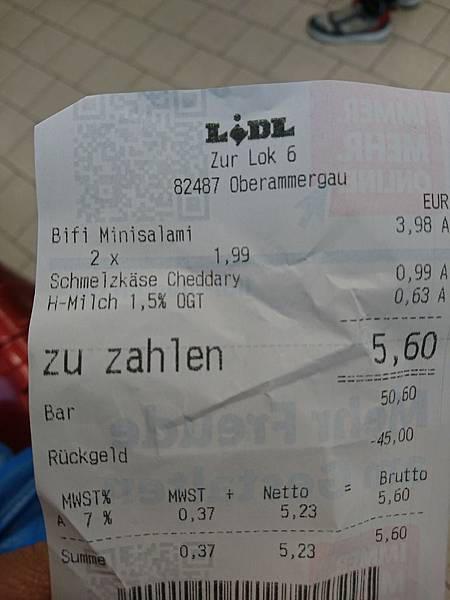 LIDL
Zur Lok 6
82487 Oberammergau
EUR
Bifi Minisalami 3,98 A
2 x 1,99
Schmelzkäse Cheddary 0,99 A
H-Milch 1,5% OGT 0,63 A
zu zahlen 5,60
Bar 50,60
Rückgeld -45,00
MWST% MWST + Netto = Brutto
A 7 % 0,37 5,23 5,60
Summe 0,37 5,23 5,60